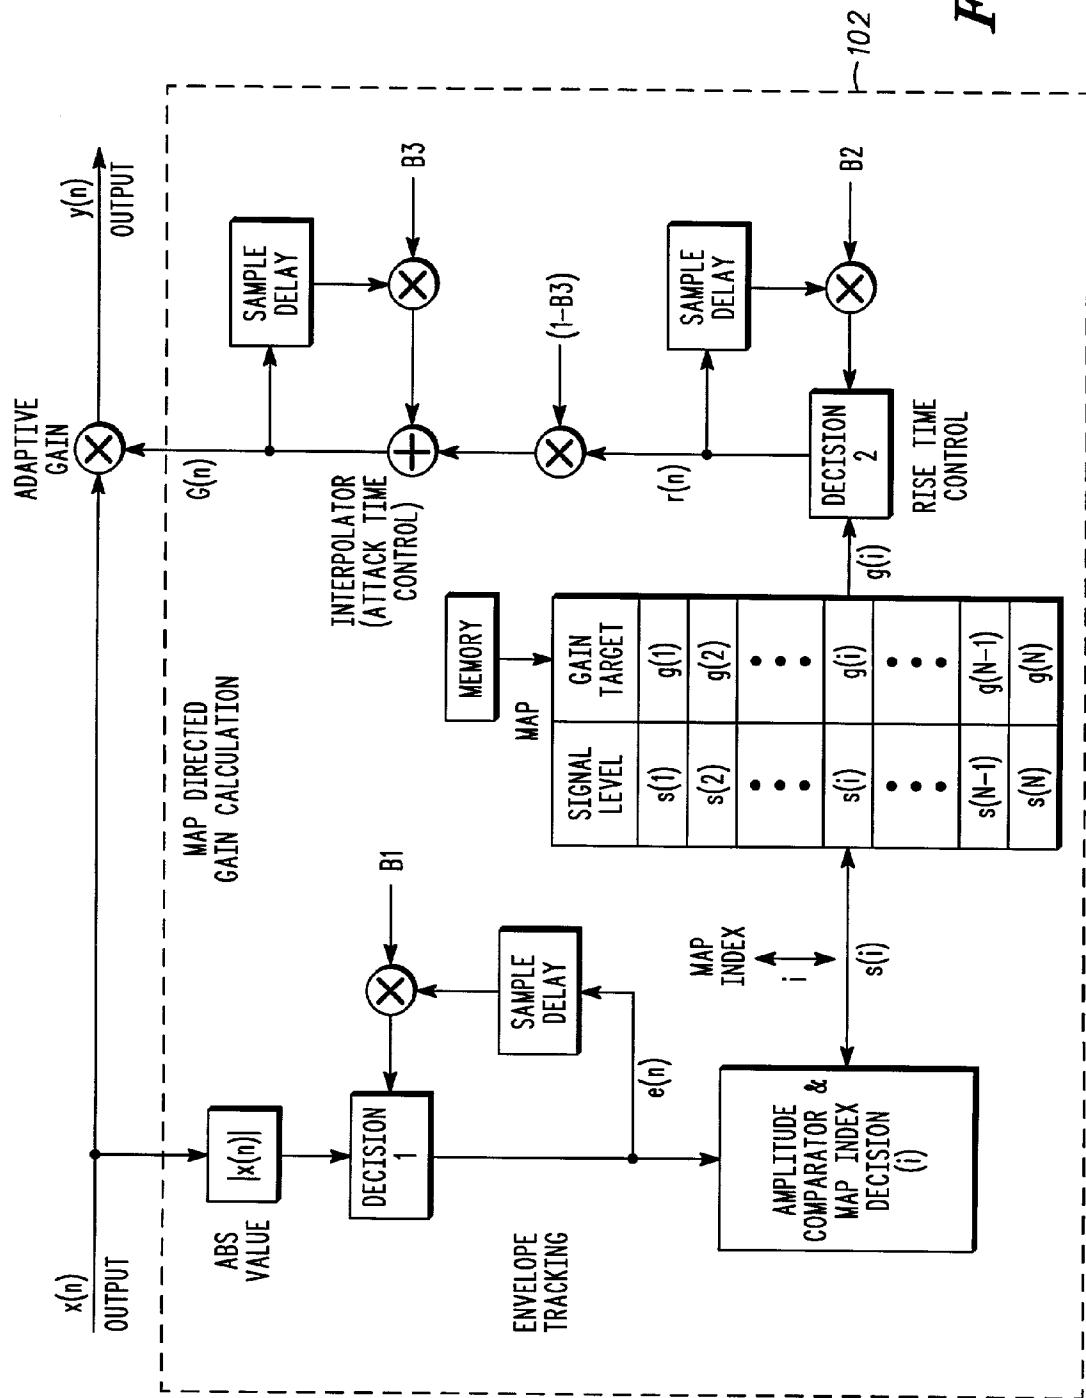 x(n)
OUTPUT
ADAPTIVE
GAIN
y(n)
OUTPUT
MAP DIRECTED
GAIN CALCULATION
ABS
VALUE
|x(n)|
DECISION
1
B1
SAMPLE
DELAY
e(n)
ENVELOPE
TRACKING
AMPLITUDE
COMPARATOR &
MAP INDEX
DECISION
(i)
MAP
INDEX
i
s(i)
MEMORY
MAP
SIGNAL
LEVEL
GAIN
TARGET
s(1)
g(1)
s(2)
g(2)
s(i)
g(i)
s(N-1)
g(N-1)
s(N)
g(N)
g(i)
DECISION
2
RISE TIME
CONTROL
B2
SAMPLE
DELAY
r(n)
(1-B3)
INTERPOLATOR
(ATTACK TIME
CONTROL)
B3
SAMPLE
DELAY
G(n)
102
F